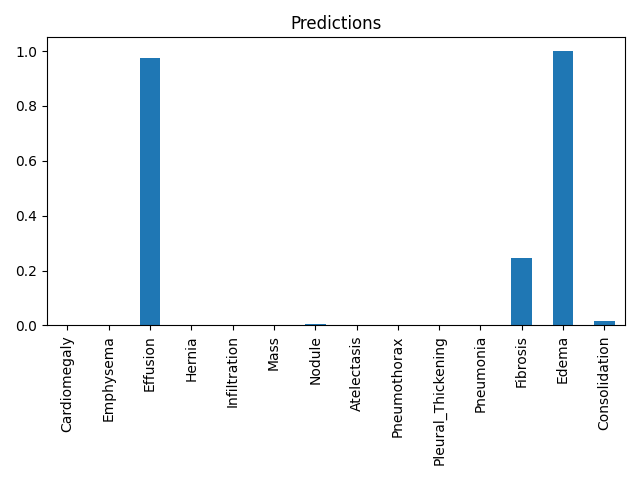 Predictions
1.0
0.8
0.6
0.4
0.2
0.0
Cardiomegaly
Emphysema
Effusion
Hernia
Infiltration
Mass
Nodule
Atelectasis
Pneumothorax
Pleural_Thickening
Pneumonia
Fibrosis
Edema
Consolidation